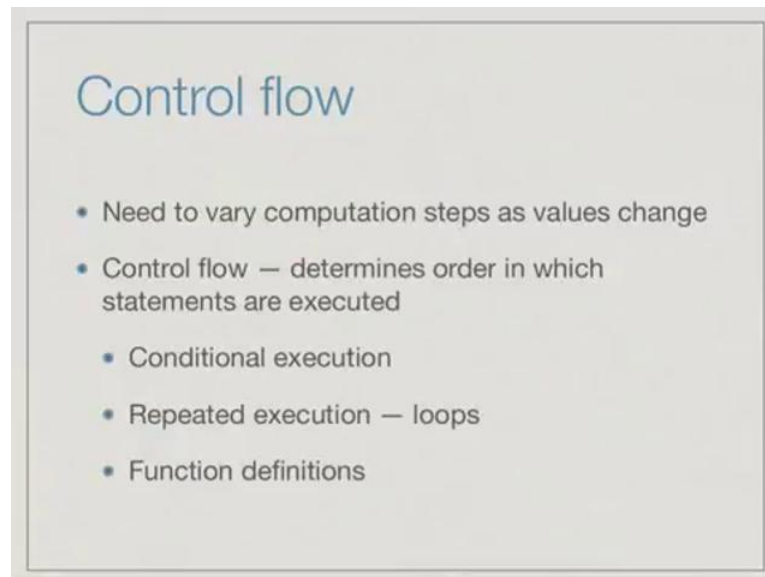 Control flow
• Need to vary computation steps as values change
• Control flow — determines order in which
statements are executed
• Conditional execution
• Repeated execution — loops
• Function definitions